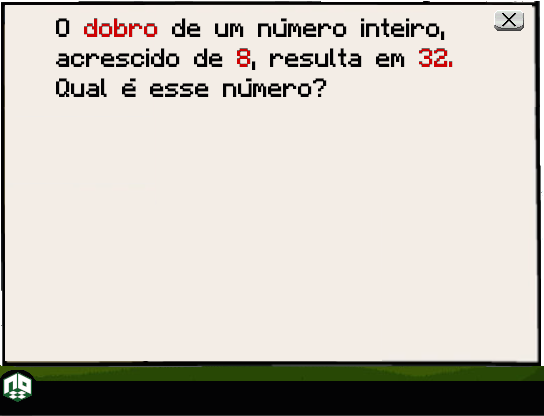 O dobro de um número inteiro,
acrescido de 8, resulta em 32.
Qual é esse número?